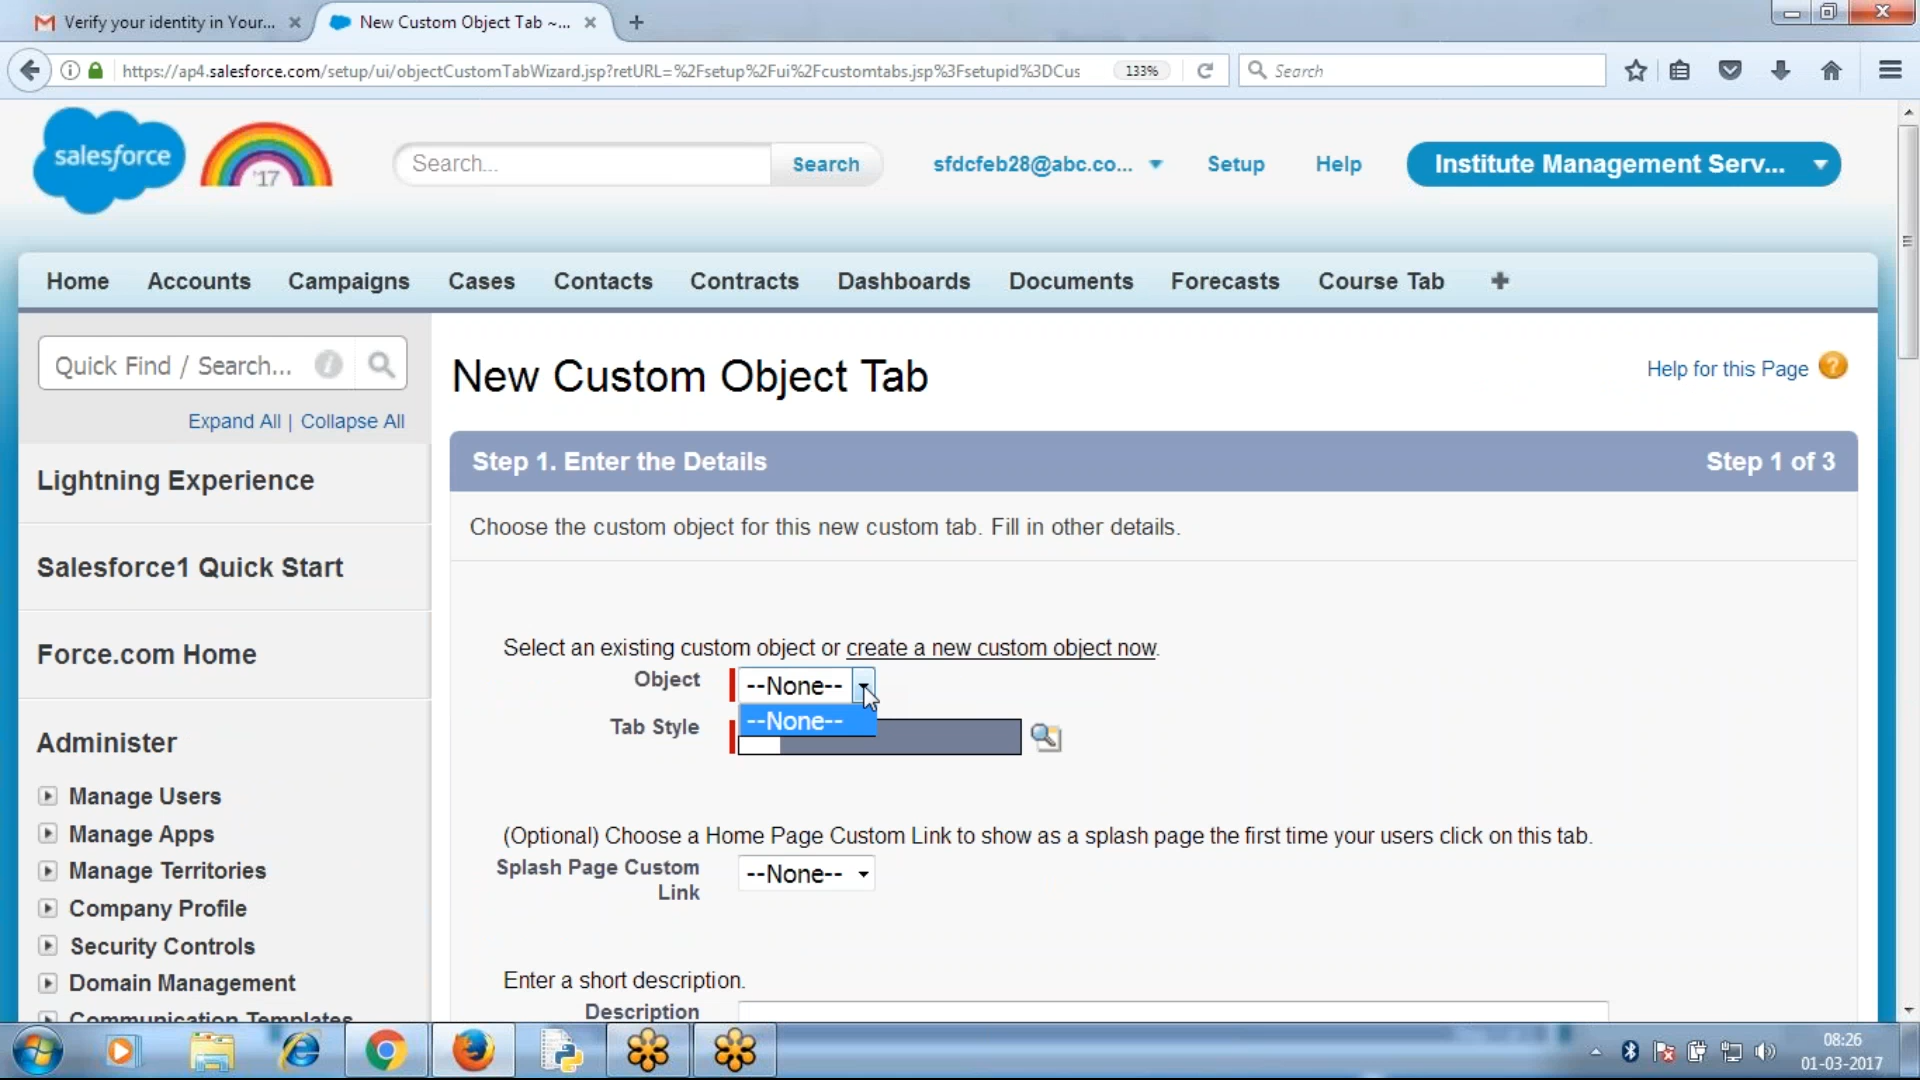 Verify your identity in Your...
New Custom Object Tab ~...
https://ap4.salesforce.com/setup/ui/objectCustomTabWizard.jsp?retURL=%2Fsetup%2Fui%2Fcustomtabs.jsp%3Fsetupid%3DCus
133%
Search
salesforce
'17
Search...
Search
sfdcfeb28@abc.co...
Setup
Help
Institute Management Serv...
Home
Accounts
Campaigns
Cases
Contacts
Contracts
Dashboards
Documents
Forecasts
Course Tab
Quick Find / Search...
Expand All | Collapse All
Lightning Experience
Salesforce1 Quick Start
Force.com Home
Administer
Manage Users
Manage Apps
Manage Territories
Company Profile
Security Controls
Domain Management
Communication Templates
New Custom Object Tab
Help for this Page
Step 1. Enter the Details
Step 1 of 3
Choose the custom object for this new custom tab. Fill in other details.
Select an existing custom object or create a new custom object now.
Object
--None--
--None--
Tab Style
(Optional) Choose a Home Page Custom Link to show as a splash page the first time your users click on this tab.
Splash Page Custom
Link
--None--
Enter a short description.
Description
08:26
01-03-2017